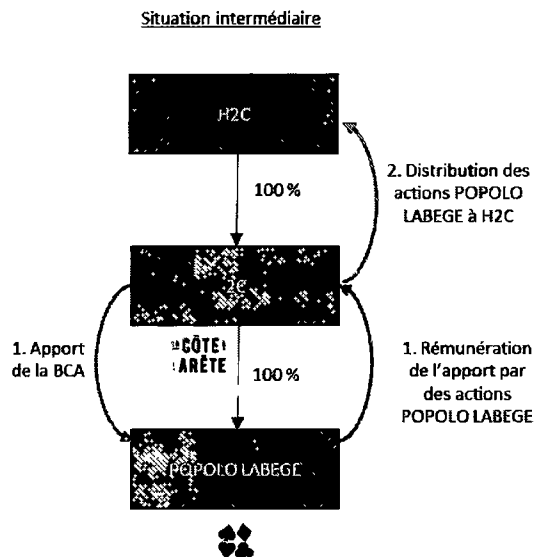 Situation intermédiaire
H2C
2. Distribution des
actions POPOLO
LABEGE à H2C
100 %
2C
1. Apport
de la BCA
CÔTE
ARÊTE
100 %
1. Rémunération
de l'apport par
des actions
POPOLO LABEGE
POPOLO LABEGE